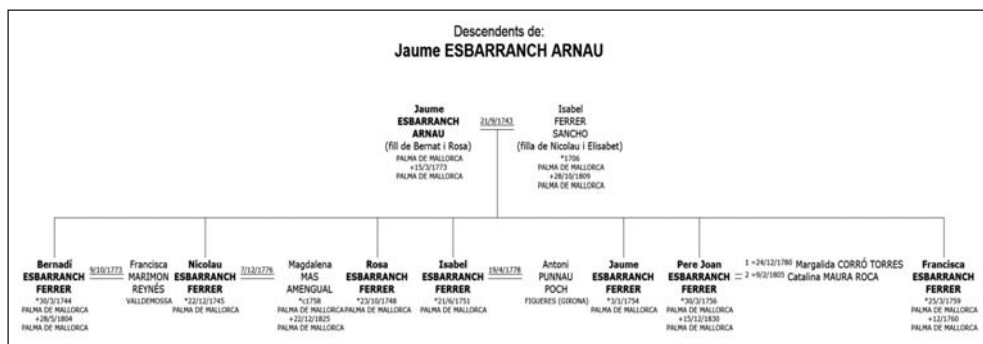 Descendents de:
Jaume ESBARRANCH ARNAU
Jaume
ESBARRANCH
ARNAU
(fill de Bernat i Rosa)
PALMA DE MALLORCA
+15/3/1773
PALMA DE MALLORCA
21/9/1743
Isabel
FERRER
SANCHO
(filla de Nicolau i Elisabet)
*1706
PALMA DE MALLORCA
+28/10/1809
PALMA DE MALLORCA
Bernadí
ESBARRANCH
FERRER
*30/3/1744
PALMA DE MALLORCA
+28/5/1804
PALMA DE MALLORCA
9/10/1773
Francisca
MARIMON
REYNÉS
VALLDEMOSSA
Nicolau
ESBARRANCH
FERRER
*22/12/1745
PALMA DE MALLORCA
7/12/1776
Magdalena
MAS
AMENGUAL
*c1758
PALMA DE MALLORCA
+22/12/1825
PALMA DE MALLORCA
Rosa
ESBARRANCH
FERRER
*23/10/1748
PALMA DE MALLORCA
Isabel
ESBARRANCH
FERRER
*21/6/1751
PALMA DE MALLORCA
19/4/1778
Antoni
PUNNAU
POCH
FIGUERES (GIRONA)
Jaume
ESBARRANCH
FERRER
*3/1/1754
PALMA DE MALLORCA
Pere Joan
ESBARRANCH
FERRER
*30/3/1756
PALMA DE MALLORCA
+15/12/1830
PALMA DE MALLORCA
1 =24/12/1780 Margalida CORRÓ TORRES
2 =9/2/1805 Catalina MAURA ROCA
Francisca
ESBARRANCH
FERRER
*25/3/1759
PALMA DE MALLORCA
+12/1760
PALMA DE MALLORCA